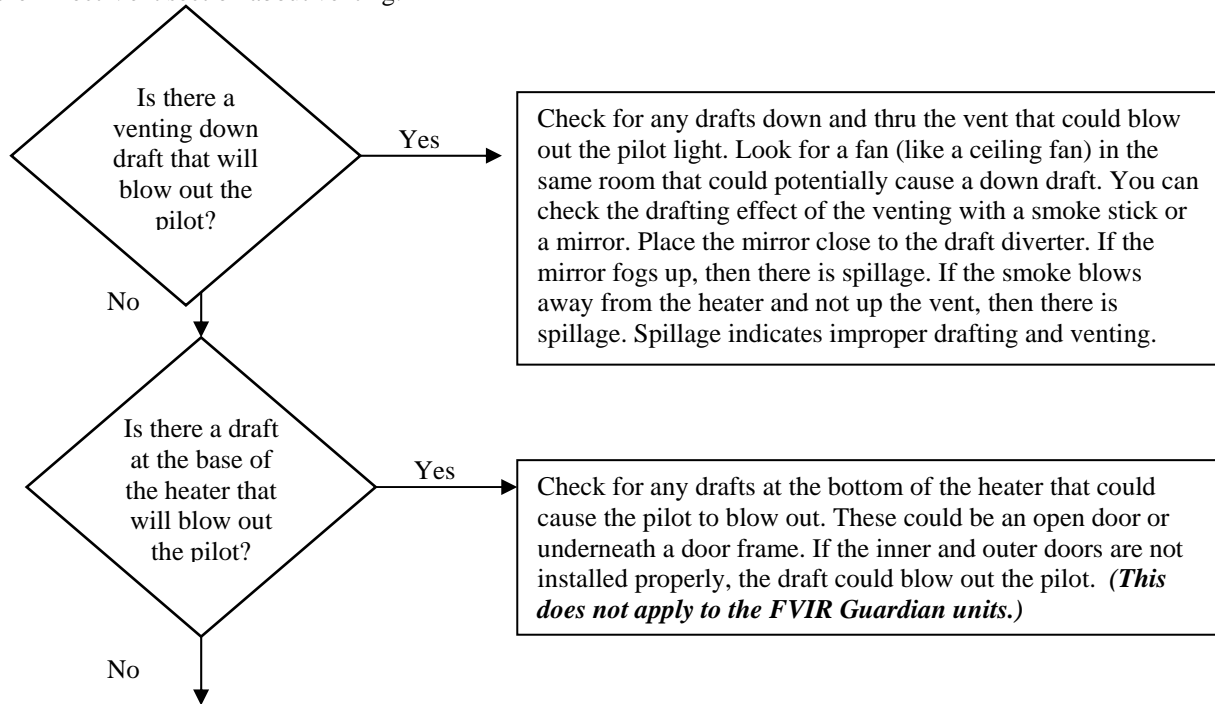 Is there a
venting down
draft that will
blow out the
pilot?
Yes
Check for any drafts down and thru the vent that could blow
out the pilot light. Look for a fan (like a ceiling fan) in the
same room that could potentially cause a down draft. You can
check the drafting effect of the venting with a smoke stick or
a mirror. Place the mirror close to the draft diverter. If the
mirror fogs up, then there is spillage. If the smoke blows
away from the heater and not up the vent, then there is
spillage. Spillage indicates improper drafting and venting.
No
Is there a draft
at the base of
the heater that
will blow out
the pilot?
Yes
Check for any drafts at the bottom of the heater that could
cause the pilot to blow out. These could be an open door or
underneath a door frame. If the inner and outer doors are not
installed properly, the draft could blow out the pilot. (This
does not apply to the FVIR Guardian units.)
No